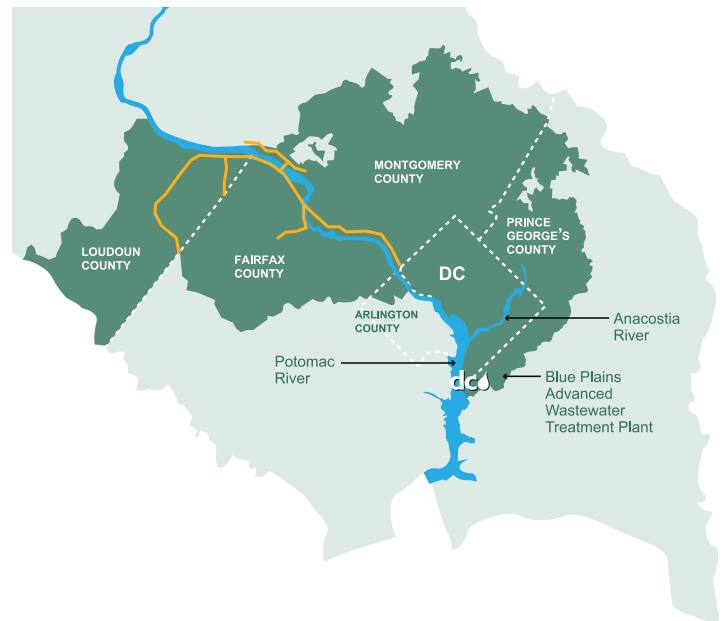 MONTGOMERY
COUNTY
PRINCE
GEORGE'S
COUNTY
LOUDOUN
COUNTY
FAIRFAX
COUNTY
DC
ARLINGTON
COUNTY
Anacostia
River
Potomac
River
dc
Blue Plains
Advanced
Wastewater
Treatment Plant